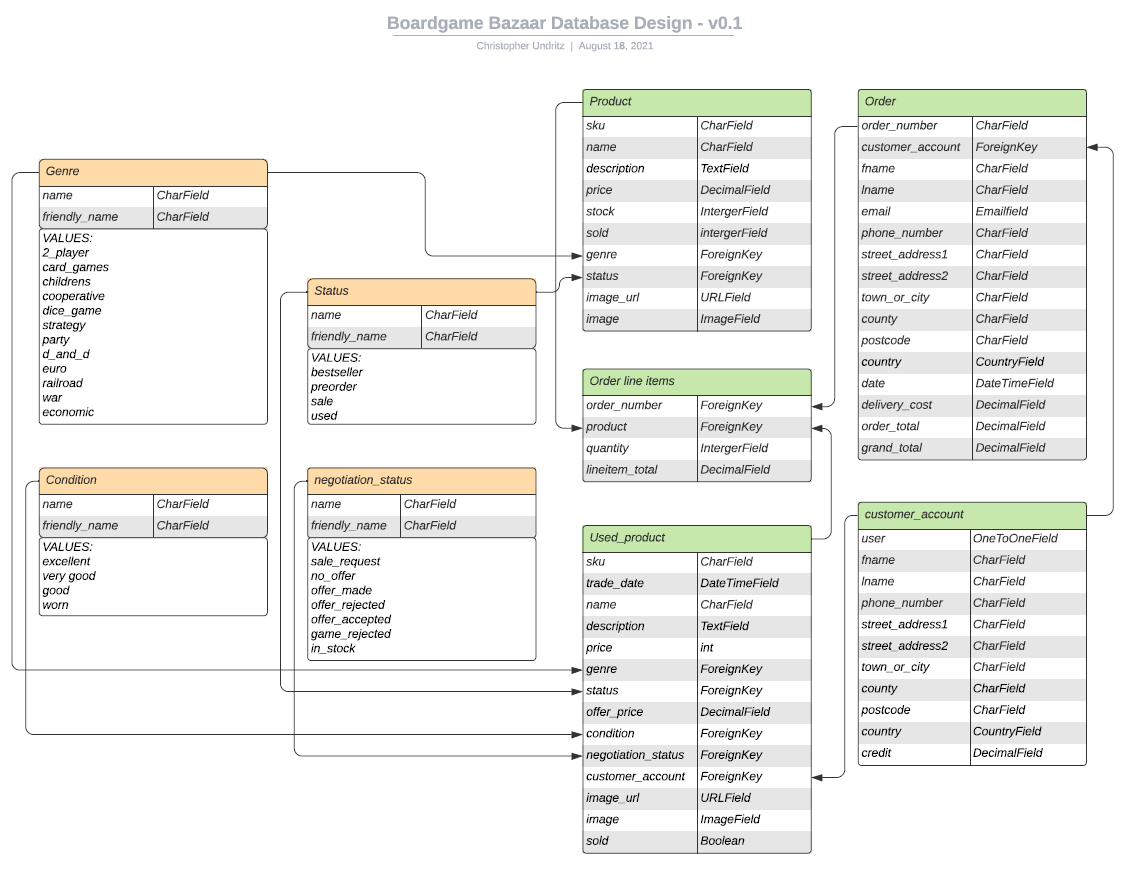 Boardgame Bazaar Database Design - v0.1
Christopher Undritz | August 18, 2021
Genre
name CharField
friendly_name CharField
VALUES:
2_player
card_games
childrens
cooperative
dice_game
strategy
party
d_and_d
euro
railroad
war
economic
Condition
name CharField
friendly_name CharField
VALUES:
excellent
very good
good
worn
Status
name CharField
friendly_name CharField
VALUES:
bestseller
preorder
sale
used
negotiation_status
name CharField
friendly_name CharField
VALUES:
sale_request
no_offer
offer_made
offer_rejected
offer_accepted
game_rejected
in_stock
Product
sku CharField
name CharField
description TextField
price DecimalField
stock IntergerField
sold intergerField
genre ForeignKey
status ForeignKey
image_url URLField
image ImageField
Order line items
order_number ForeignKey
product ForeignKey
quantity IntergerField
lineitem_total DecimalField
Used_product
sku CharField
trade_date DateTimeField
name CharField
description TextField
price int
genre ForeignKey
status ForeignKey
offer_price DecimalField
condition ForeignKey
negotiation_status ForeignKey
customer_account ForeignKey
image_url URLField
image ImageField
sold Boolean
Order
order_number CharField
customer_account ForeignKey
fname CharField
lname CharField
email Emailfield
phone_number CharField
street_address1 CharField
street_address2 CharField
town_or_city CharField
county CharField
postcode CharField
country CountryField
date DateTimeField
delivery_cost DecimalField
order_total DecimalField
grand_total DecimalField
customer_account
user OneToOneField
fname CharField
lname CharField
phone_number CharField
street_address1 CharField
street_address2 CharField
town_or_city CharField
county CharField
postcode CharField
country CountryField
credit DecimalField